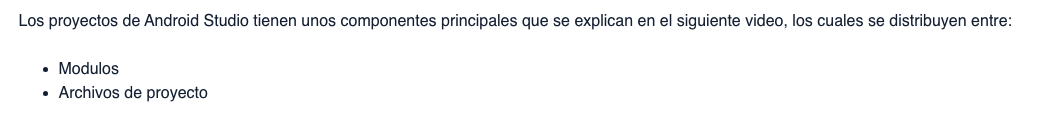 Los proyectos de Android Studio tienen unos componentes principales que se explican en el siguiente video, los cuales se distribuyen entre:
• Modulos
• Archivos de proyecto